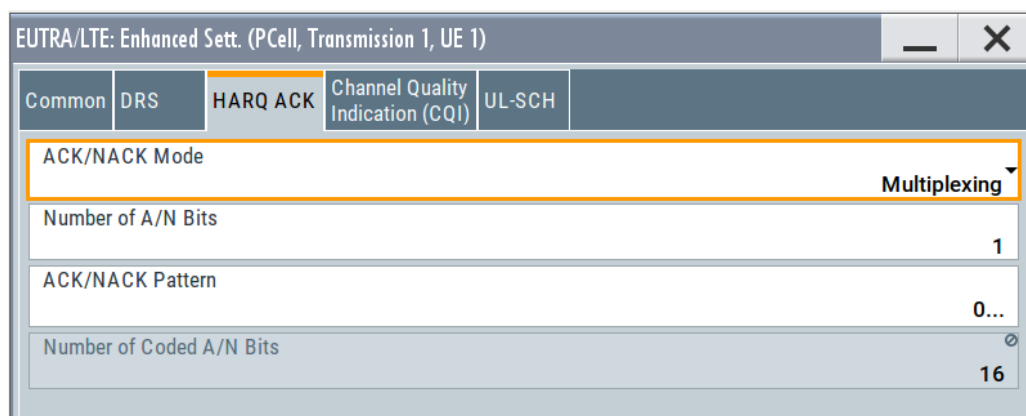 EUTRA/LTE: Enhanced Sett. (PCell, Transmission 1, UE 1)
Common
DRS
HARQ ACK
Channel Quality
Indication (CQI)
UL-SCH
ACK/NACK Mode
Multiplexing
Number of A/N Bits
1
ACK/NACK Pattern
0...
Number of Coded A/N Bits
16